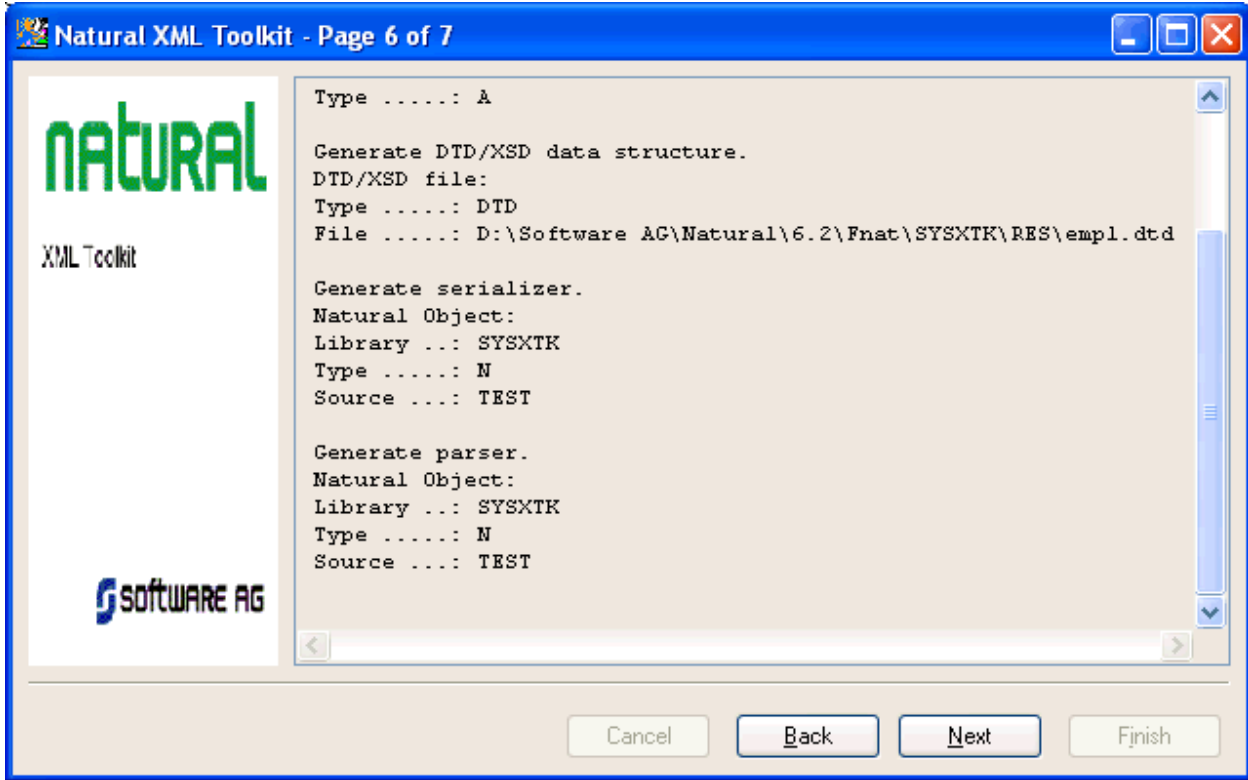 Natural XML Toolkit - Page 6 of 7
natural
XML Toolkit
software AG
Type .....: A
Generate DTD/XSD data structure.
DTD/XSD file:
Type .....: DTD
File .....: D:\Software AG\Natural\6.2\Fnat\SYSXTK\RES\empl.dtd
Generate serializer.
Natural Object:
Library ..: SYSXTK
Type .....: N
Source ...: TEST
Generate parser.
Natural Object:
Library ..: SYSXTK
Type .....: N
Source ...: TEST
Cancel Back Next Finish